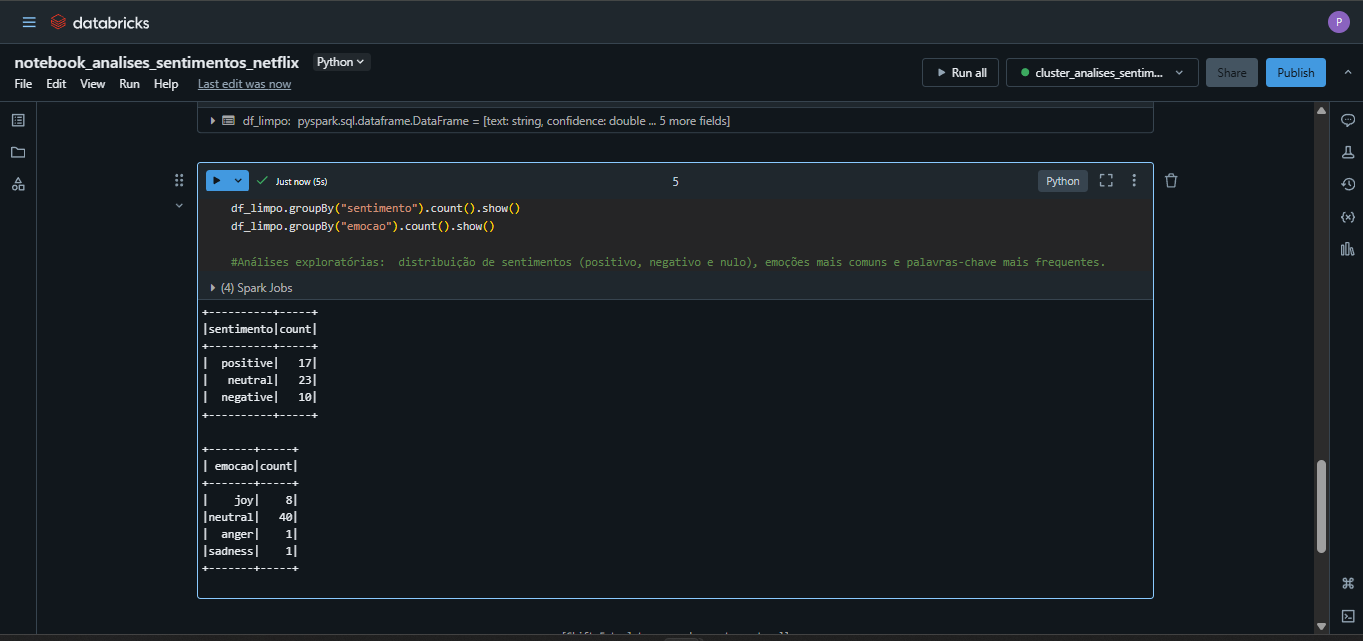 databricks
P
notebook_analises_sentimentos_netflix Python
File Edit View Run Help Last edit was now
Run all
cluster_analises_sentim...
Share
Publish
df_limpo: pyspark.sql.dataframe.DataFrame = [text: string, confidence: double ... 5 more fields]
Just now (5s)
5
Python
df_limpo.groupBy("sentimento").count().show()
df_limpo.groupBy("emocao").count().show()
#Análises exploratórias:  distribuição de sentimentos (positivo, negativo e nulo), emoções mais comuns e palavras-chave mais frequentes.
(4) Spark Jobs
+----------+-----+
|sentimento|count|
+----------+-----+
|  positive|   17|
|   neutral|   23|
|  negative|   10|
+----------+-----+
+-------+-----+
| emocao|count|
+-------+-----+
|    joy|    8|
|neutral|   40|
|  anger|    1|
|sadness|    1|
+-------+-----+